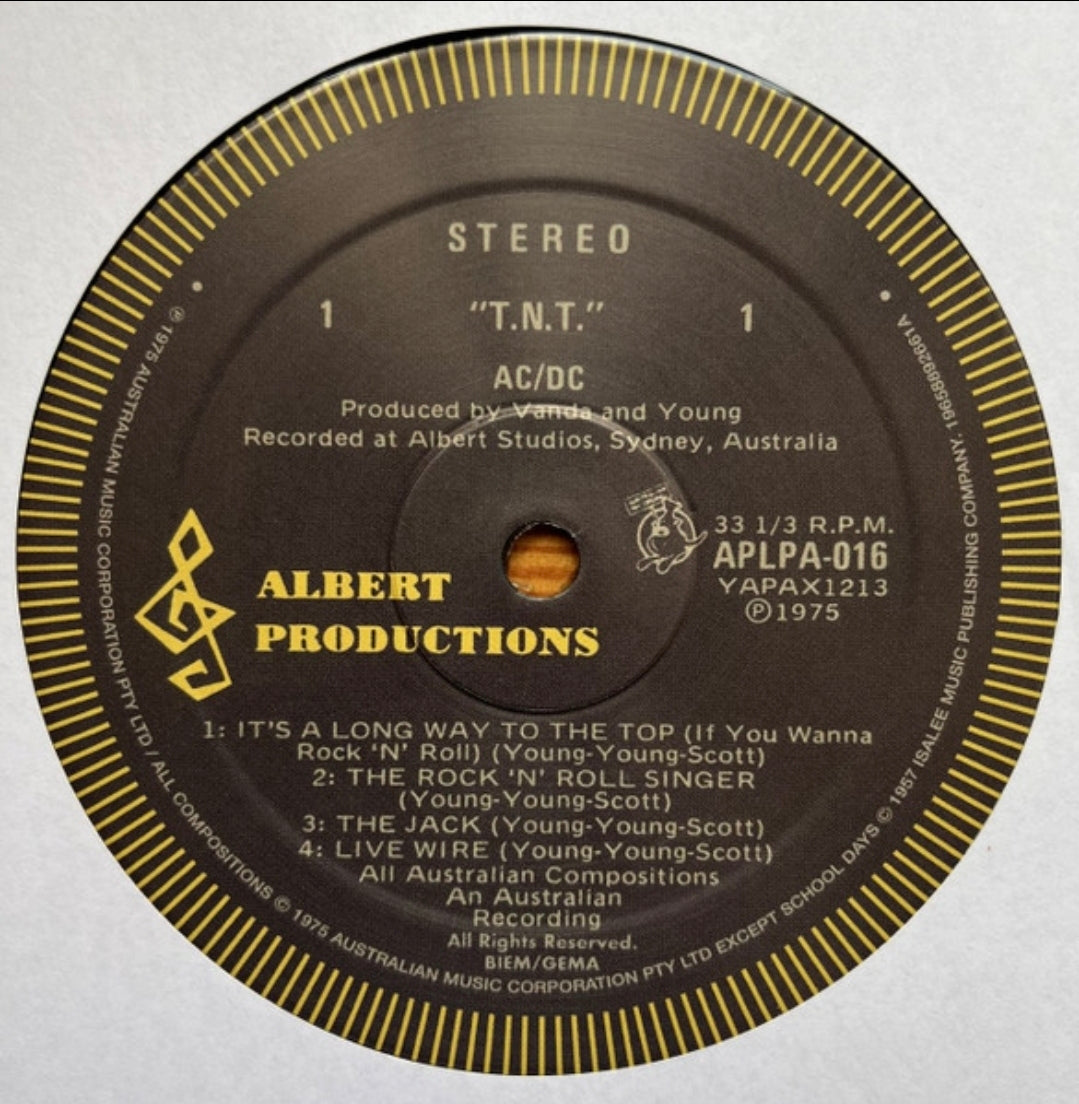 STEREO
1 "T.N.T." 1
AC/DC
Produced by Vanda and Young
Recorded at Albert Studios, Sydney, Australia
33 1/3 R.P.M.
APLPA-016
YAPAX1213
Ⓟ1975
ALBERT
PRODUCTIONS
1: IT'S A LONG WAY TO THE TOP (If You Wanna
Rock 'N' Roll) (Young-Young-Scott)
2: THE ROCK 'N' ROLL SINGER
(Young-Young-Scott)
3: THE JACK (Young-Young-Scott)
4: LIVE WIRE (Young-Young-Scott)
All Australian Compositions
An Australian
Recording
All Rights Reserved.
BIEM/GEMA
Ⓟ 1975 AUSTRALIAN MUSIC CORPORATION PTY LTD / ALL COMPOSITIONS © 1975 AUSTRALIAN MUSIC CORPORATION PTY LTD EXCEPT SCHOOL DAYS © 1957 ISALEE MUSIC PUBLISHING COMPANY. 19658892661A